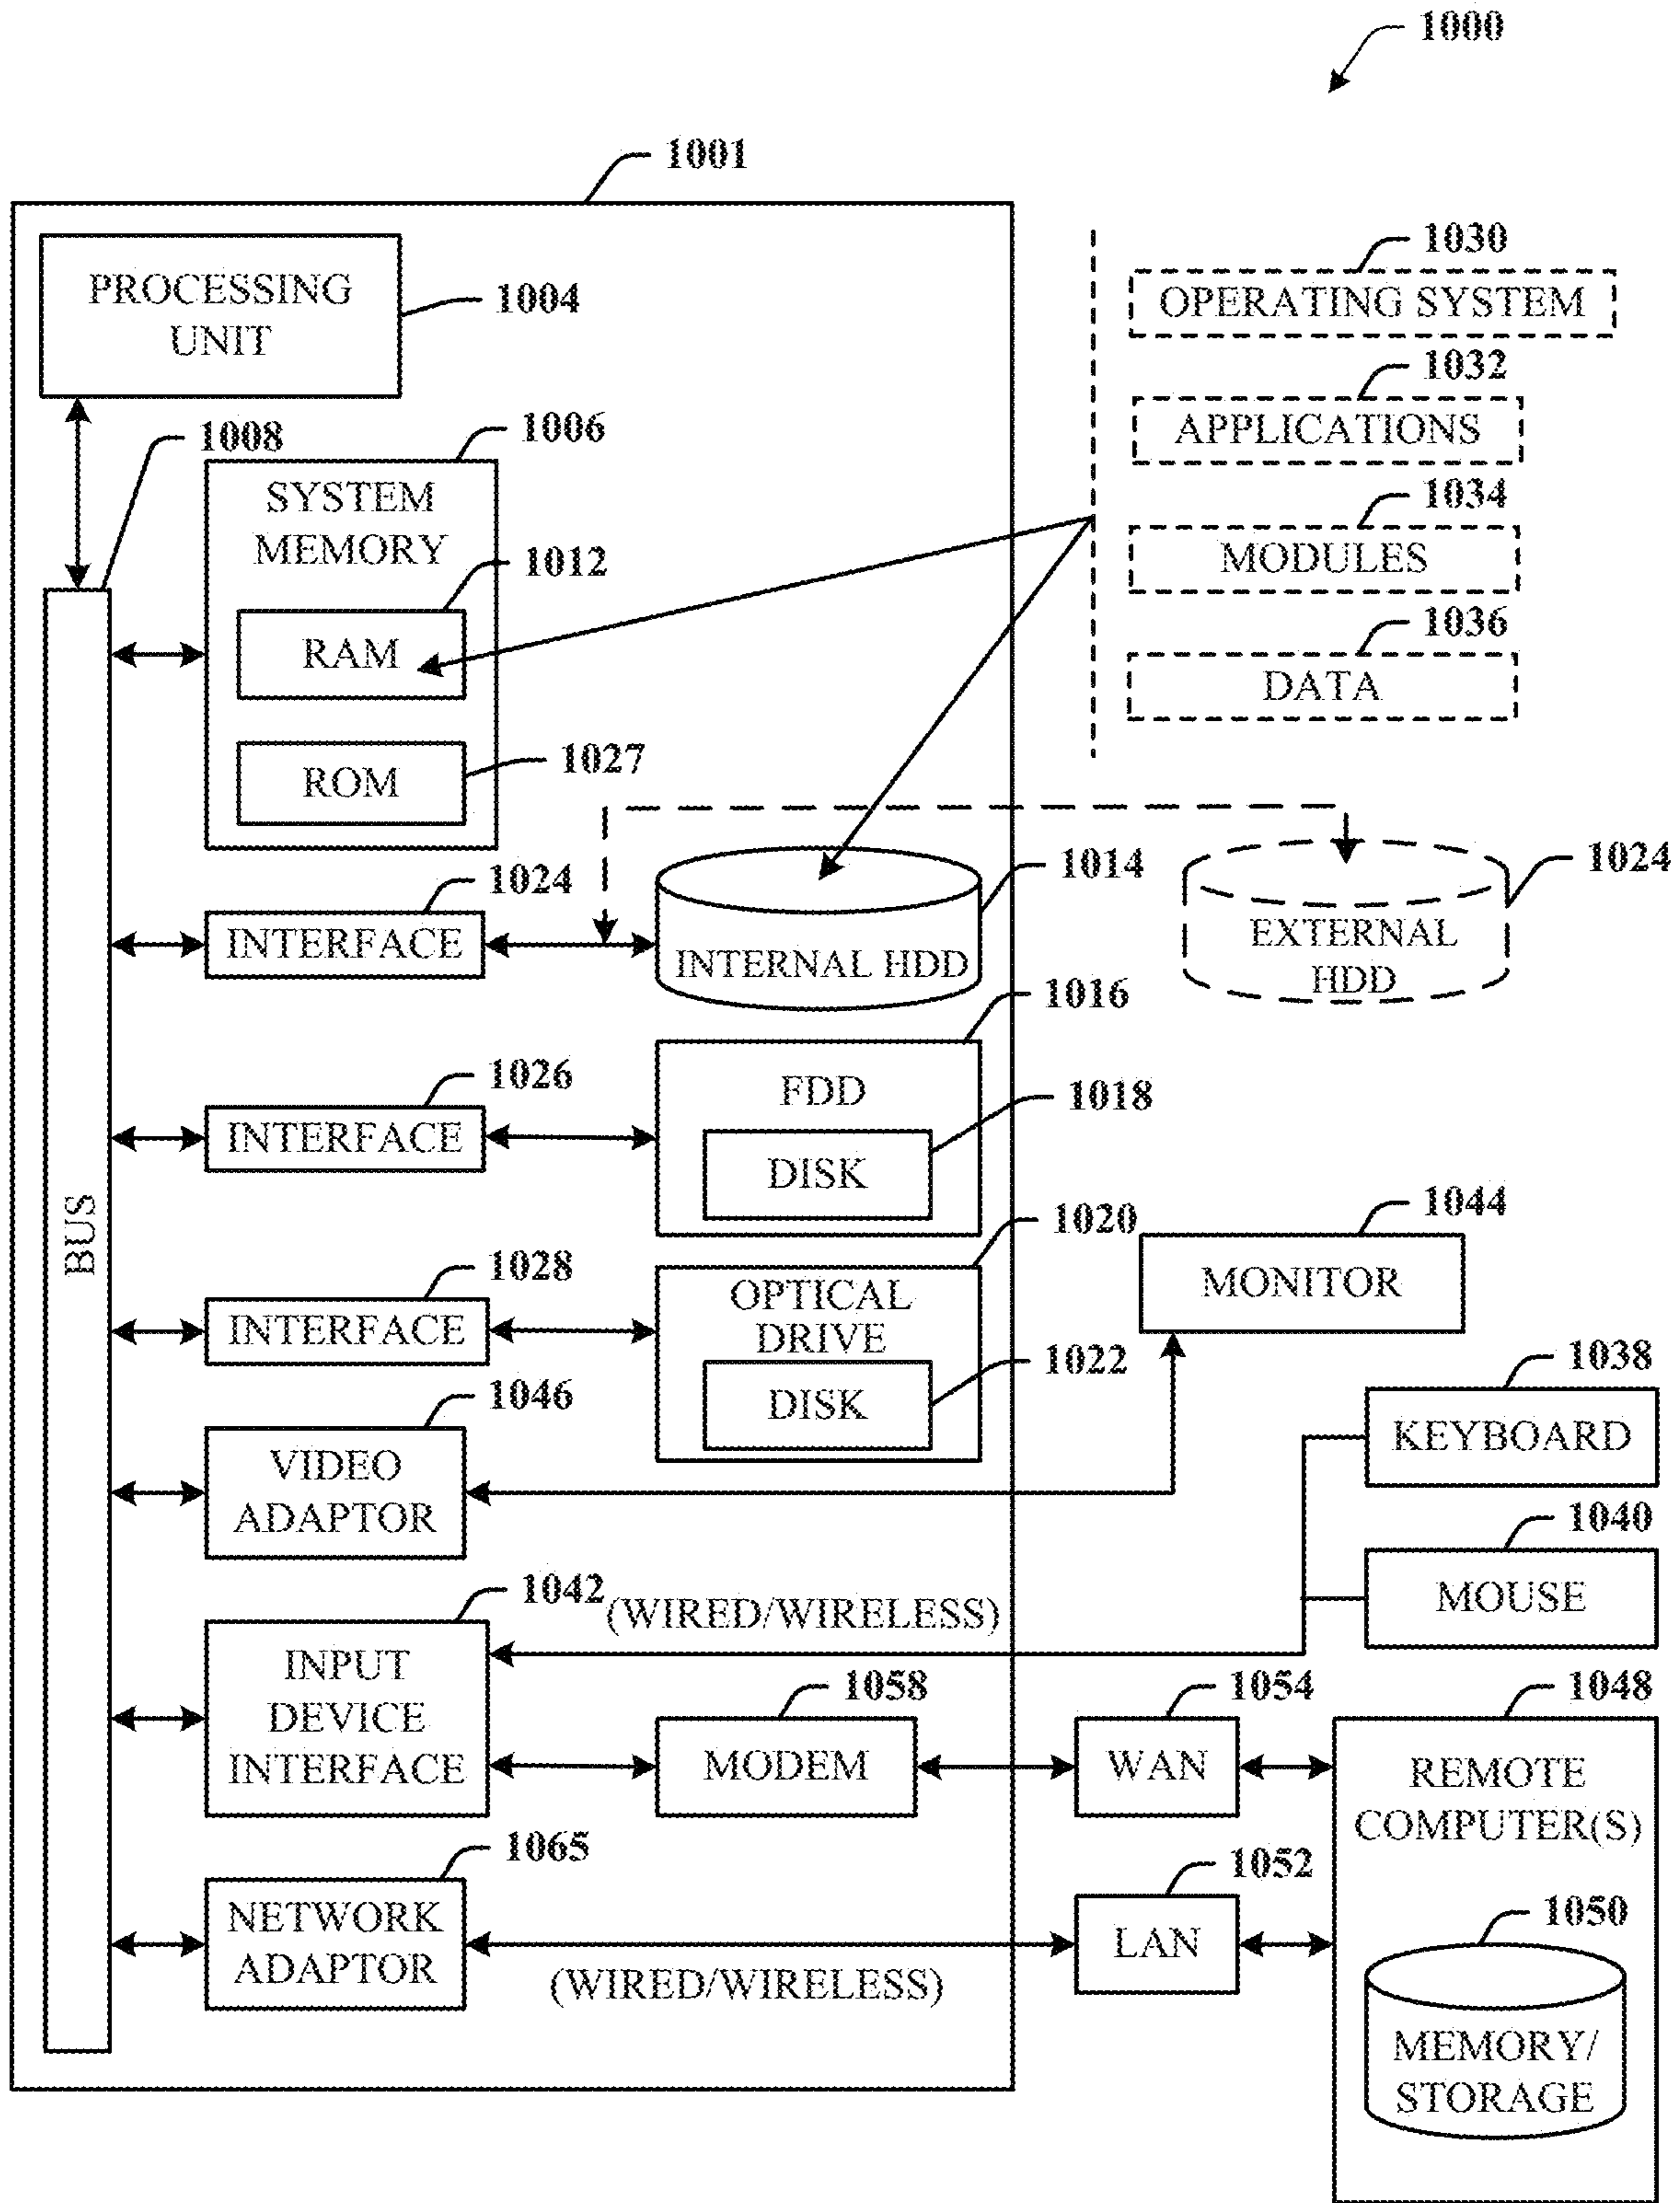 1000
1001
PROCESSING
UNIT
1004
1030
OPERATING SYSTEM
1032
APPLICATIONS
1034
MODULES
1036
DATA
1008
1006
SYSTEM
MEMORY
1012
RAM
1027
ROM
1024
INTERFACE
1014
INTERNAL HDD
1024
EXTERNAL
HDD
1016
FDD
1018
DISK
1026
INTERFACE
BUS
1020
OPTICAL
DRIVE
1022
DISK
1028
INTERFACE
1044
MONITOR
1046
VIDEO
ADAPTOR
1038
KEYBOARD
1040
MOUSE
1042
(WIRED/WIRELESS)
INPUT
DEVICE
INTERFACE
1058
MODEM
1054
WAN
1048
REMOTE
COMPUTER(S)
1065
NETWORK
ADAPTOR
(WIRED/WIRELESS)
1052
LAN
1050
MEMORY/
STORAGE